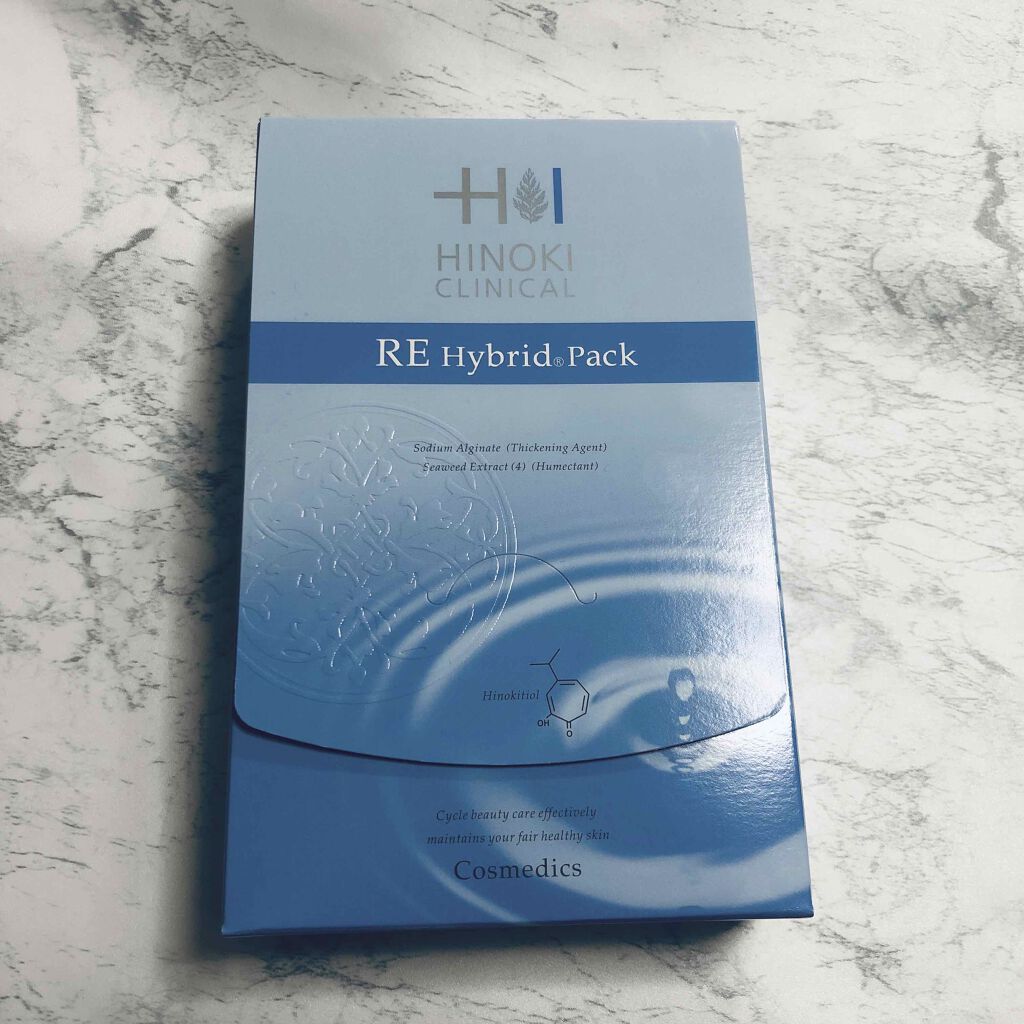 HI
HINOKI
CLINICAL
RE Hybrid® Pack
Sodium Alginate (Thickening Agent)
Seaweed Extract (4) (Humectant)
Hinokitiol
OH
O
Cycle beauty care effectively
maintains your fair healthy skin
Cosmedics